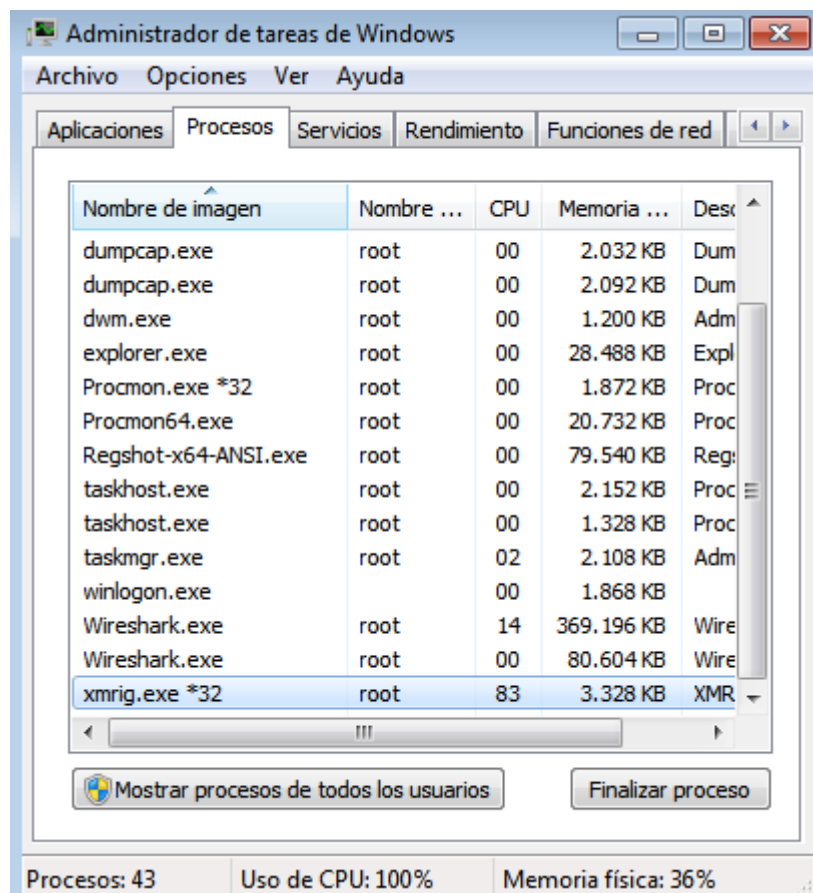 Administrador de tareas de Windows
Archivo Opciones Ver Ayuda
Aplicaciones Procesos Servicios Rendimiento Funciones de red
Nombre de imagen Nombre ... CPU Memoria ... Desc
dumpcap.exe root 00 2.032 KB Dum
dumpcap.exe root 00 2.092 KB Dum
dwm.exe root 00 1.200 KB Adm
explorer.exe root 00 28.488 KB Expl
Procmon.exe *32 root 00 1.872 KB Proc
Procmon64.exe root 00 20.732 KB Proc
Regshot-x64-ANSI.exe root 00 79.540 KB Regs
taskhost.exe root 00 2.152 KB Proc
taskhost.exe root 00 1.328 KB Proc
taskmgr.exe root 02 2.108 KB Adm
winlogon.exe 00 1.868 KB
Wireshark.exe root 14 369.196 KB Wire
Wireshark.exe root 00 80.604 KB Wire
xmrig.exe *32 root 83 3.328 KB XMR
Mostrar procesos de todos los usuarios Finalizar proceso
Procesos: 43 Uso de CPU: 100% Memoria física: 36%